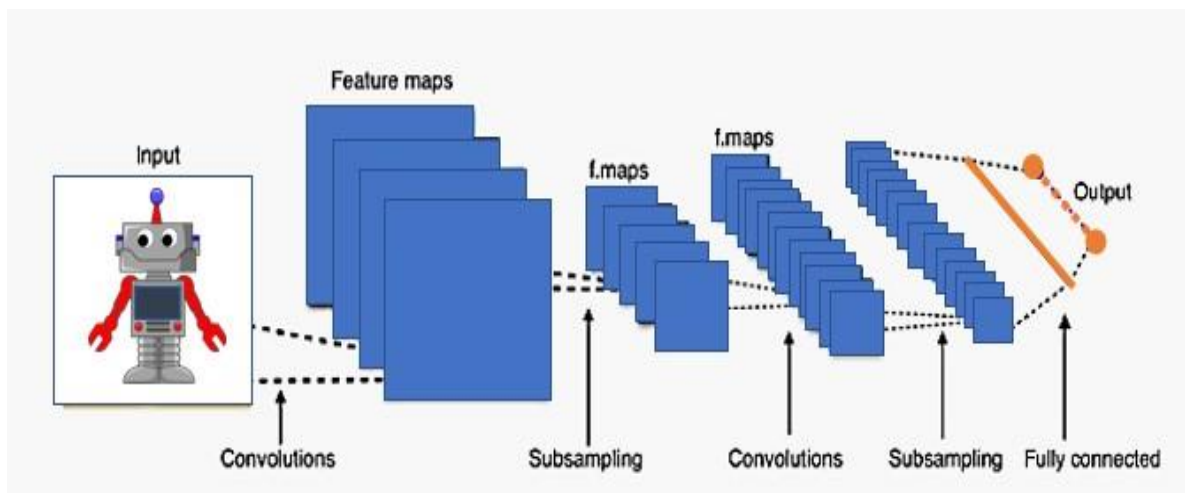 Feature maps
f.maps
Input
f.maps
Output
Convolutions
Subsampling
Convolutions
Subsampling
Fully connected